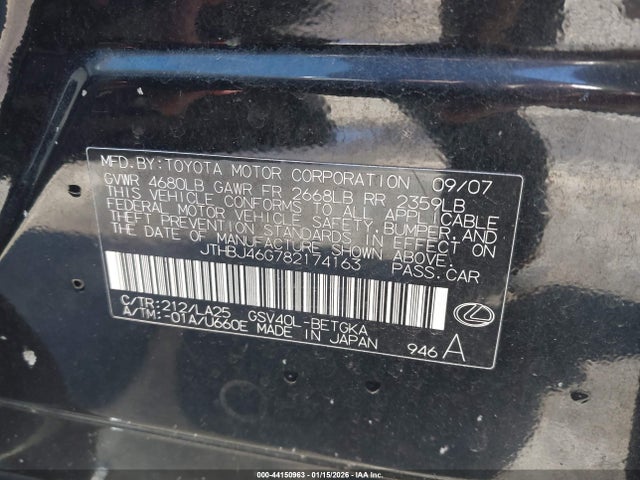 MFD. BY: TOYOTA MOTOR CORPORATION 09/07
GVWR 4680LB GAWR FR 2668LB RR 2359LB
THIS VEHICLE CONFORMS TO ALL APPLICABLE
FEDERAL MOTOR VEHICLE SAFETY, BUMPER, AND
THEFT PREVENTION STANDARDS IN EFFECT ON
THE DATE OF MANUFACTURE SHOWN ABOVE.
JTHBJ46G782174163 PASS.CAR
C/TR:212/LA25 GSV40L-BETGKA
A/TM:-01A/U660E MADE IN JAPAN
946 A
000-44150963 - 01/15/2026 - Copyright IAA, LLC